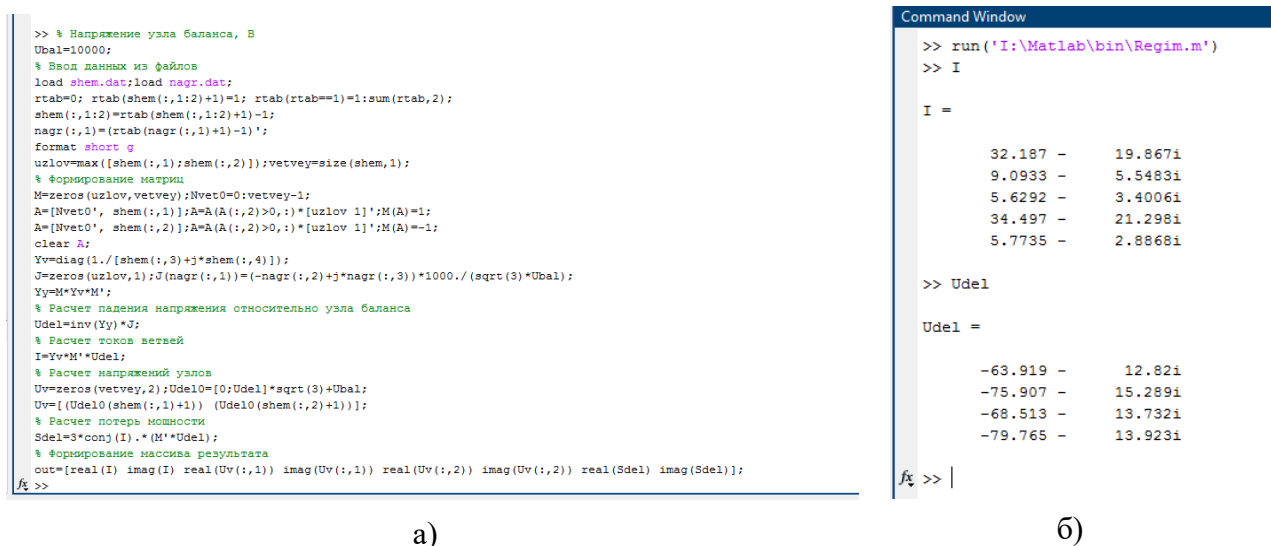 >> % Напряжение узла баланса, В
Ubal=10000;
% Ввод данных из файлов
load shem.dat;load nagr.dat;
rtab=0; rtab(shem(:,1:2)+1)=1; rtab(rtab==1)=1:sum(rtab,2);
shem(:,1:2)=rtab(shem(:,1:2)+1)-1;
nagr(:,1)=(rtab(nagr(:,1)+1)-1)';
format short g
uzlov=max([shem(:,1);shem(:,2)]);vetvey=size(shem,1);
% Формирование матриц
M=zeros(uzlov,vetvey);Nvet0=0:vetvey-1;
A=[Nvet0', shem(:,1)];A=A(A(:,2)>0,:)*[uzlov 1]';M(A)=1;
A=[Nvet0', shem(:,2)];A=A(A(:,2)>0,:)*[uzlov 1]';M(A)=-1;
clear A;
Yv=diag(1./[shem(:,3)+j*shem(:,4)]);
J=zeros(uzlov,1);J(nagr(:,1))=(-nagr(:,2)+j*nagr(:,3))*1000./(sqrt(3)*Ubal);
Yy=M*Yv*M';
% Расчет падения напряжения относительно узла баланса
Udel=inv(Yy)*J;
% Расчет токов ветвей
I=Yv*M'*Udel;
% Расчет напряжений узлов
Uv=zeros(vetvey,2);Udel0=[0;Udel]*sqrt(3)+Ubal;
Uv=[(Udel0(shem(:,1)+1)) (Udel0(shem(:,2)+1))];
% Расчет потерь мощности
Sdel=3*conj(I).*(M'*Udel);
% Формирование массива результата
out=[real(I) imag(I) real(Uv(:,1)) imag(Uv(:,1)) real(Uv(:,2)) imag(Uv(:,2)) real(Sdel) imag(Sdel)];
fx >>
а)
Command Window
>> run('I:\Matlab\bin\Regim.m')
>> I
I =
32.187 - 19.867i
9.0933 - 5.5483i
5.6292 - 3.4006i
34.497 - 21.298i
5.7735 - 2.8868i
>> Udel
Udel =
-63.919 - 12.82i
-75.907 - 15.289i
-68.513 - 13.732i
-79.765 - 13.923i
fx >>
б)